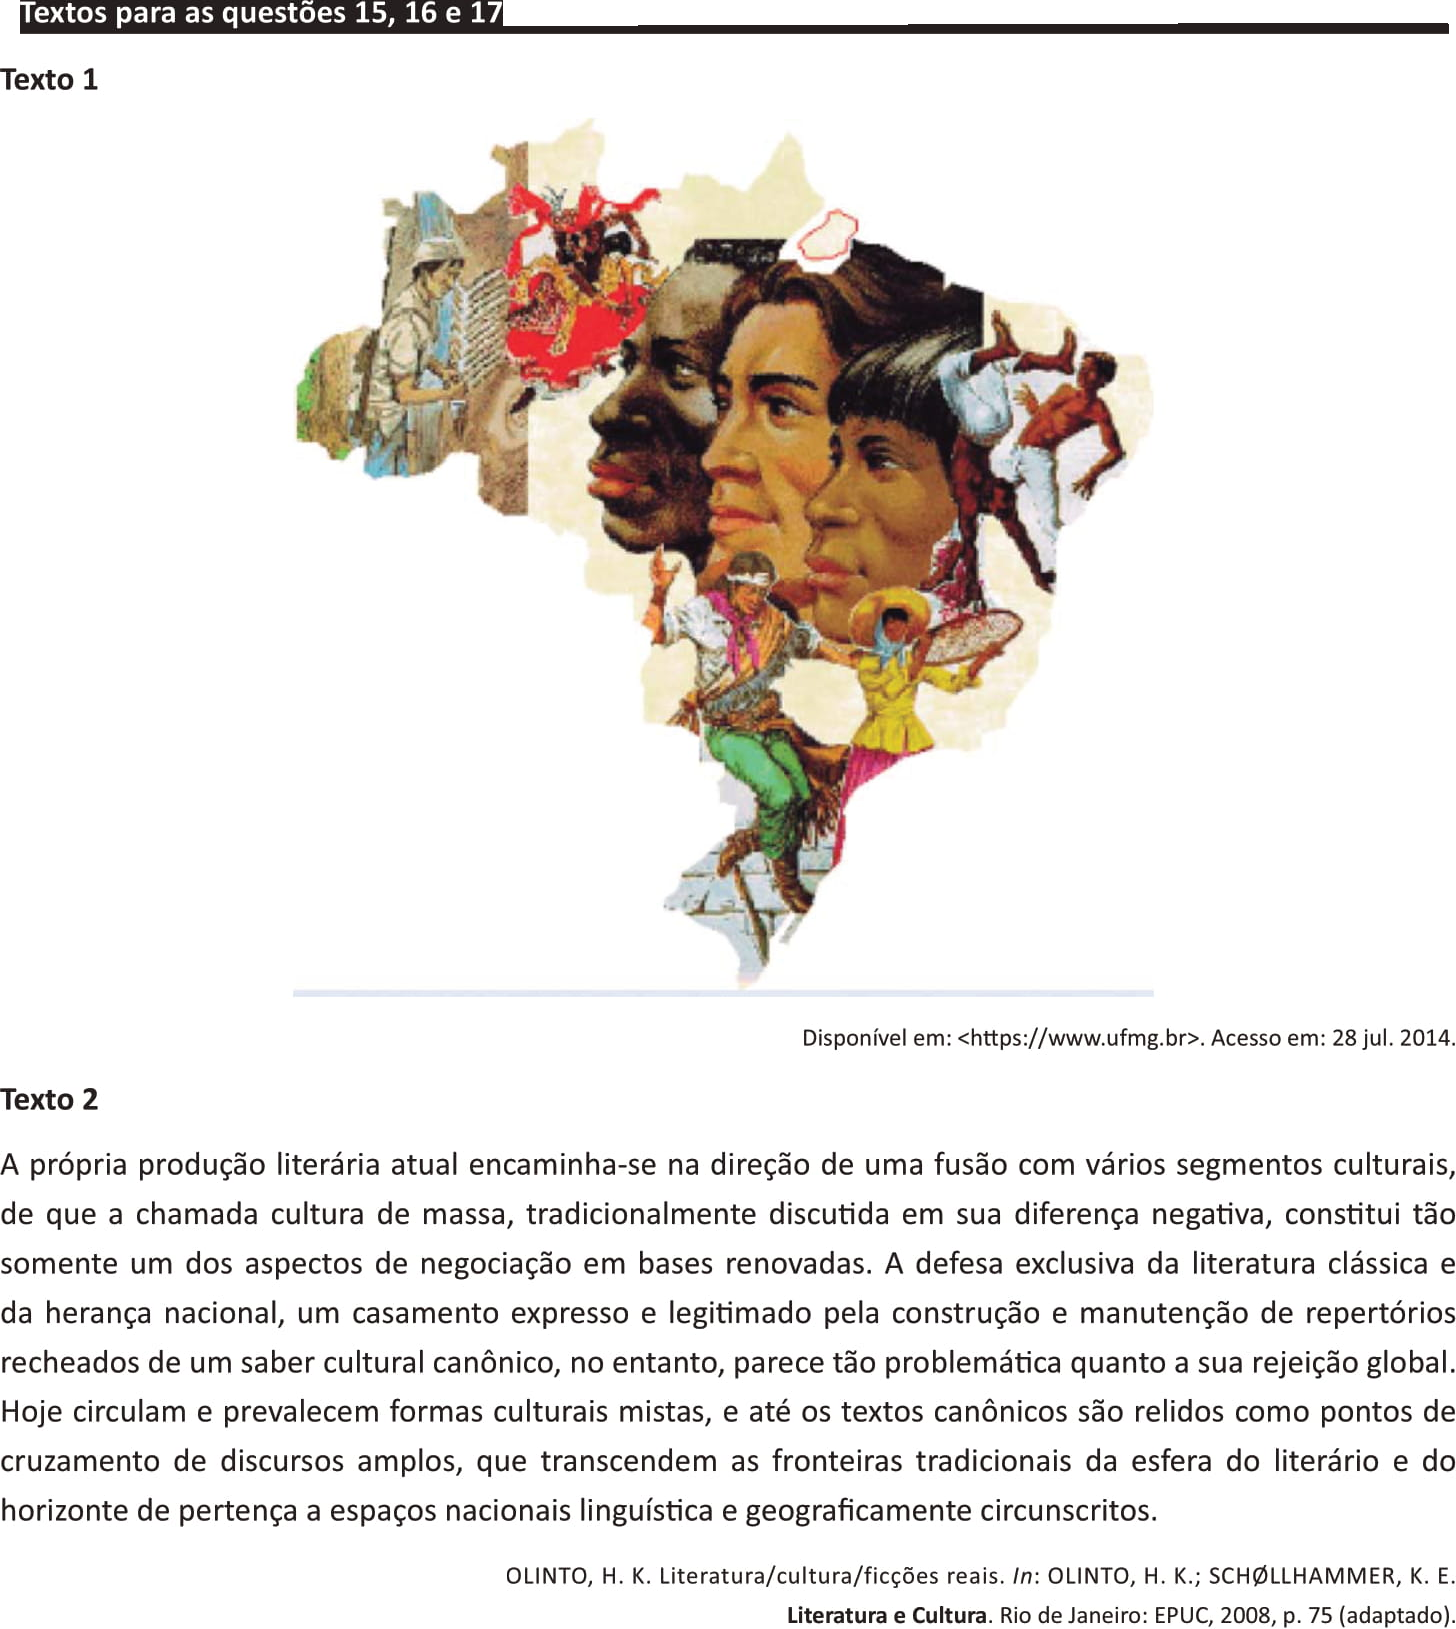 Textos para as questões 15, 16 e 17
Texto 1
Disponível em: <https://www.ufmg.br>. Acesso em: 28 jul. 2014.
Texto 2
A própria produção literária atual encaminha-se na direção de uma fusão com vários segmentos culturais,
de que a chamada cultura de massa, tradicionalmente discutida em sua diferença negativa, constitui tão
somente um dos aspectos de negociação em bases renovadas. A defesa exclusiva da literatura clássica e
da herança nacional, um casamento expresso e legitimado pela construção e manutenção de repertórios
recheados de um saber cultural canônico, no entanto, parece tão problemática quanto a sua rejeição global.
Hoje circulam e prevalecem formas culturais mistas, e até os textos canônicos são relidos como pontos de
cruzamento de discursos amplos, que transcendem as fronteiras tradicionais da esfera do literário e do
horizonte de pertença a espaços nacionais linguística e geograficamente circunscritos.
OLINTO, H. K. Literatura/cultura/ficções reais. In: OLINTO, H. K.; SCHØLLHAMMER, K. E.
Literatura e Cultura. Rio de Janeiro: EPUC, 2008, p. 75 (adaptado).